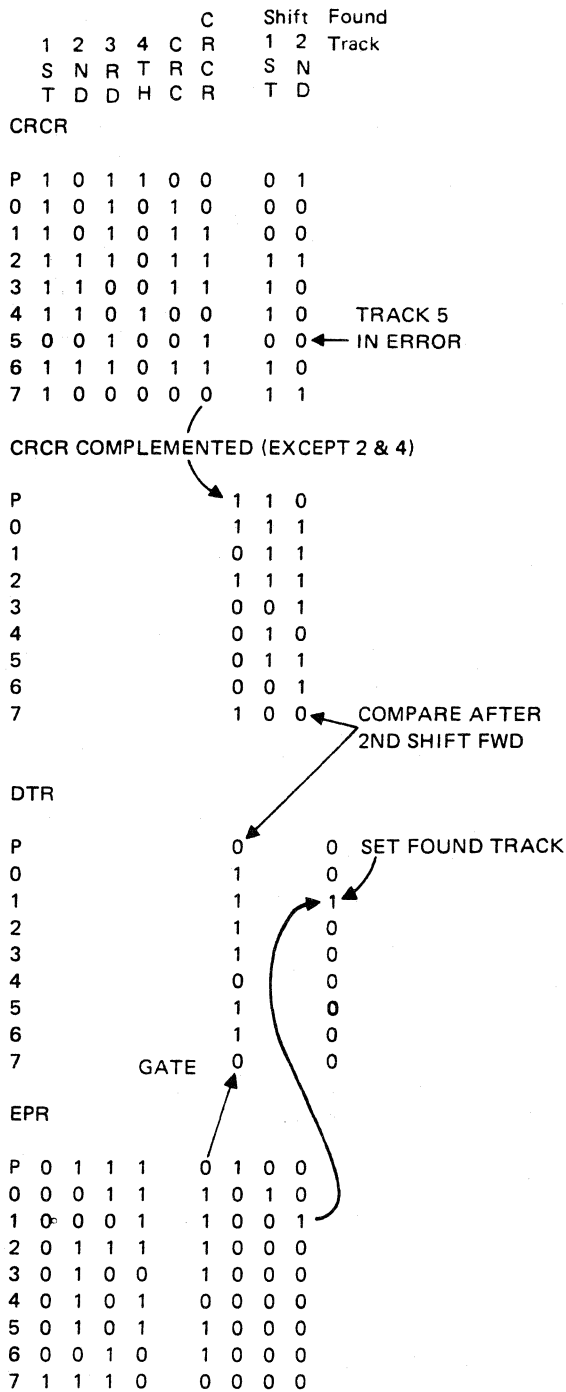 C Shift Found
1 2 3 4 C R 1 2 Track
S N R T R C S N
T D D H C R T D
CRCR
P 1 0 1 1 0 0 0 1
0 1 0 1 0 1 0 0 0
1 1 0 1 0 1 1 0 0
2 1 1 1 0 1 1 1 1
3 1 1 0 0 1 1 1 0
4 1 1 0 1 0 0 1 0 TRACK 5
5 0 0 1 0 0 1 0 0 IN ERROR
6 1 1 1 0 1 1 1 0
7 1 0 0 0 0 0 1 1
CRCR COMPLEMENTED (EXCEPT 2 & 4)
P 1 1 0
0 1 1 1
1 0 1 1
2 1 1 1
3 0 0 1
4 0 1 0
5 0 1 1
6 0 0 1
7 1 0 0 COMPARE AFTER
2ND SHIFT FWD
DTR
P 0 0 SET FOUND TRACK
0 1 0
1 1 1
2 1 0
3 1 0
4 0 0
5 1 0
6 1 0
7 GATE 0 0
EPR
P 0 1 1 1 0 1 0 0
0 0 0 1 1 1 0 1 0
1 0 0 0 1 1 0 0 1
2 0 1 1 1 1 0 0 0
3 0 1 0 0 1 0 0 0
4 0 1 0 1 0 0 0 0
5 0 1 0 1 1 0 0 0
6 0 0 1 0 1 0 0 0
7 1 1 1 0 0 0 0 0